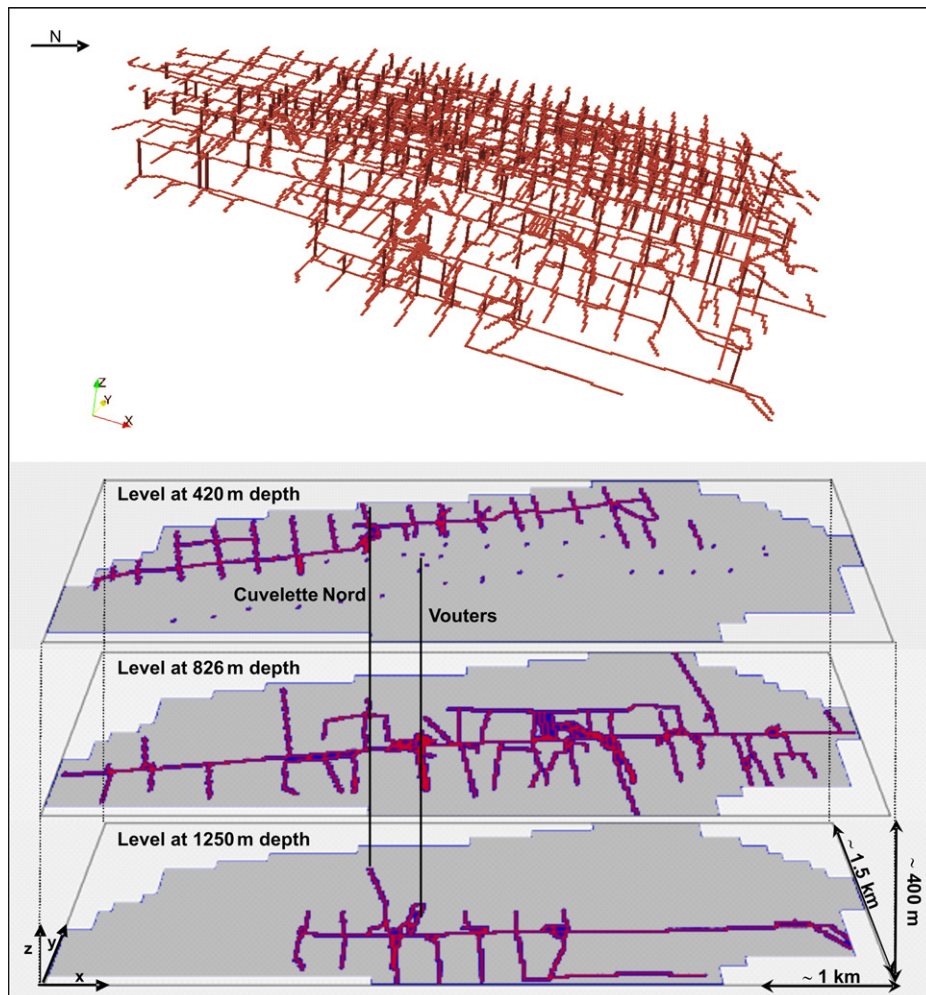 N
Z
Y
X
Level at 420 m depth
Cuvelette Nord
Vouters
Level at 826 m depth
Level at 1250 m depth
~ 1.5 km
~ 400 m
z
y
x
~ 1 km